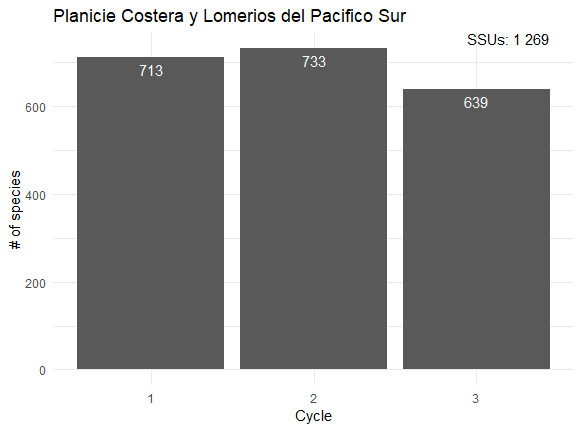 Planicie Costera y Lomerios del Pacifico Sur
SSUs: 1 269
713
733
639
600
400
200
0
# of species
1
2
3
Cycle